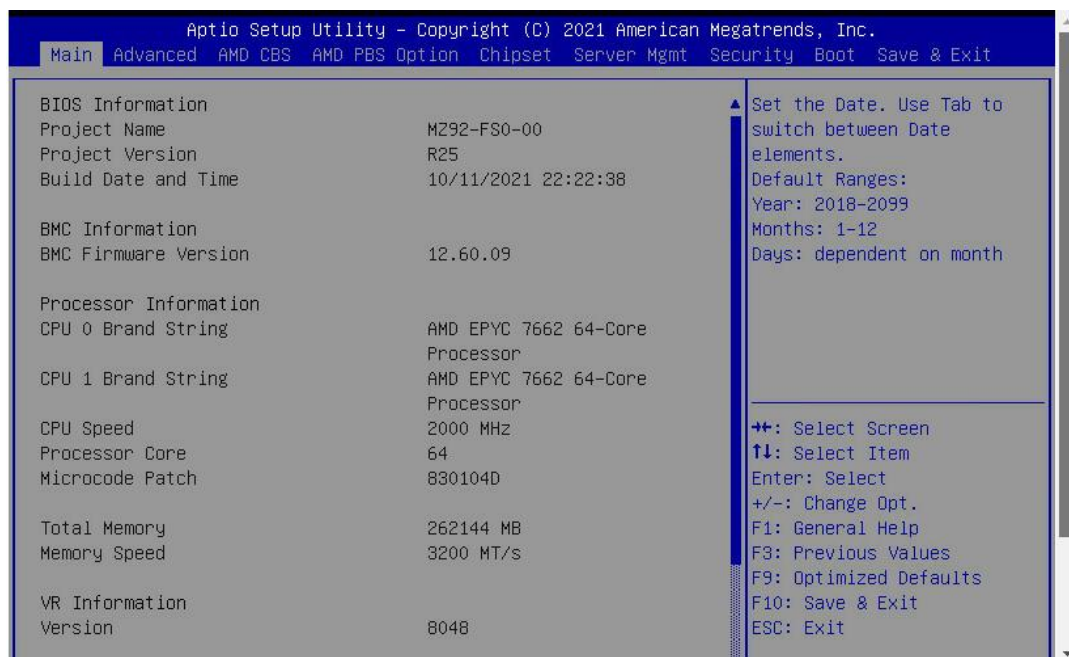 Aptio Setup Utility – Copyright (C) 2021 American Megatrends, Inc.
Main Advanced AMD CBS AMD PBS Option Chipset Server Mgmt Security Boot Save & Exit
BIOS Information
Project Name MZ92-FS0-00
Project Version R25
Build Date and Time 10/11/2021 22:22:38
BMC Information
BMC Firmware Version 12.60.09
Processor Information
CPU 0 Brand String AMD EPYC 7662 64-Core
Processor
CPU 1 Brand String AMD EPYC 7662 64-Core
Processor
CPU Speed 2000 MHz
Processor Core 64
Microcode Patch 830104D
Total Memory 262144 MB
Memory Speed 3200 MT/s
VR Information
Version 8048
Set the Date. Use Tab to
switch between Date
elements.
Default Ranges:
Year: 2018-2099
Months: 1-12
Days: dependent on month
→←: Select Screen
↑↓: Select Item
Enter: Select
+/-: Change Opt.
F1: General Help
F3: Previous Values
F9: Optimized Defaults
F10: Save & Exit
ESC: Exit